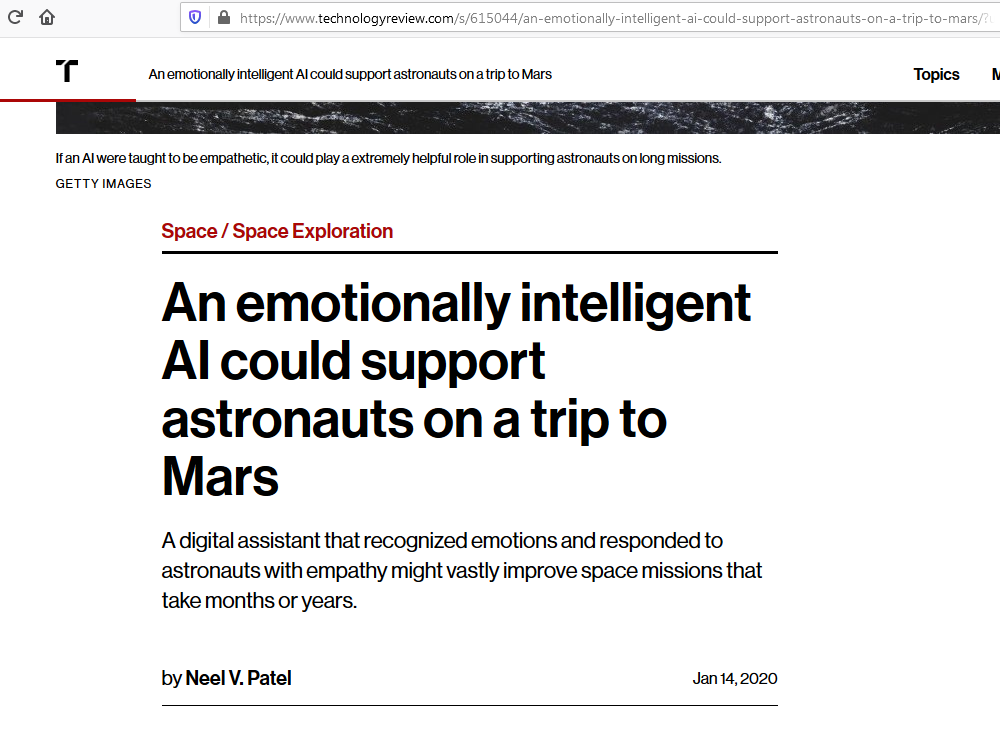 https://www.technologyreview.com/s/615044/an-emotionally-intelligent-ai-could-support-astronauts-on-a-trip-to-mars/?
An emotionally intelligent AI could support astronauts on a trip to Mars
Topics
If an AI were taught to be empathetic, it could play a extremely helpful role in supporting astronauts on long missions.
GETTY IMAGES
Space / Space Exploration
An emotionally intelligent
AI could support
astronauts on a trip to
Mars
A digital assistant that recognized emotions and responded to
astronauts with empathy might vastly improve space missions that
take months or years.
by Neel V. Patel Jan 14, 2020